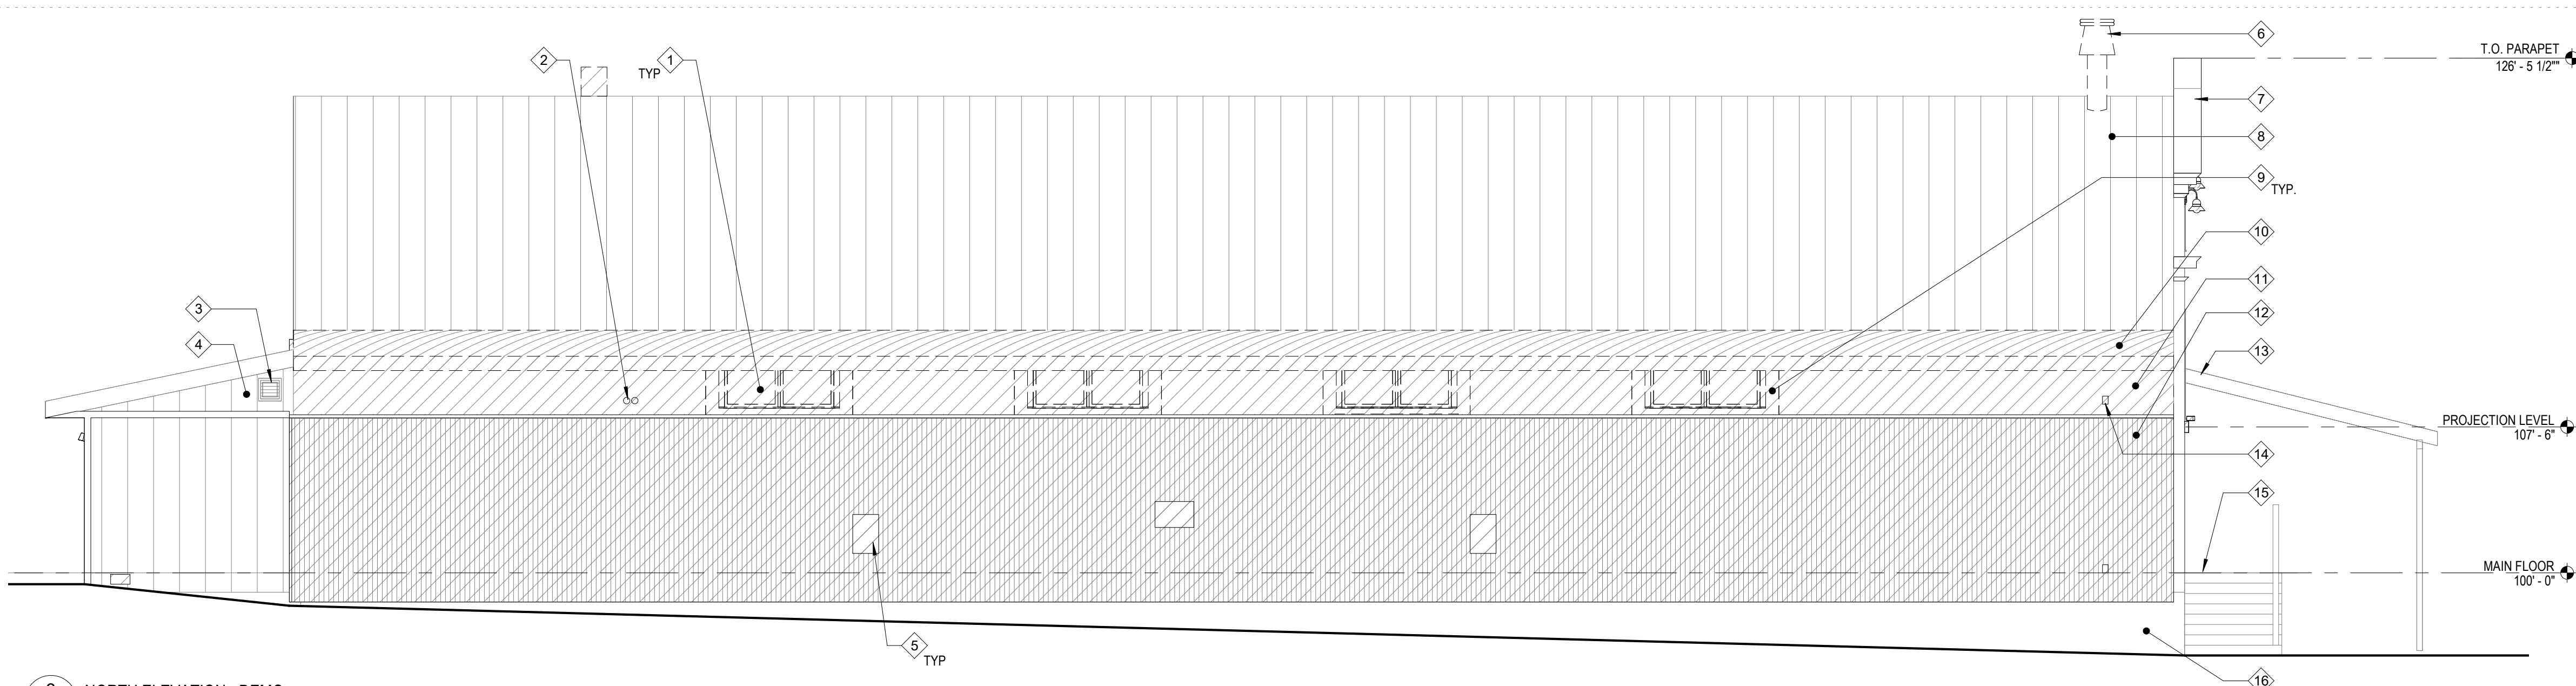 6
T.O. PARAPET
126' - 5 1/2""
2
1
TYP
7
8
9
TYP.
10
11
3
12
4
13
PROJECTION LEVEL
107' - 6"
14
15
MAIN FLOOR
100' - 0"
5
TYP
16